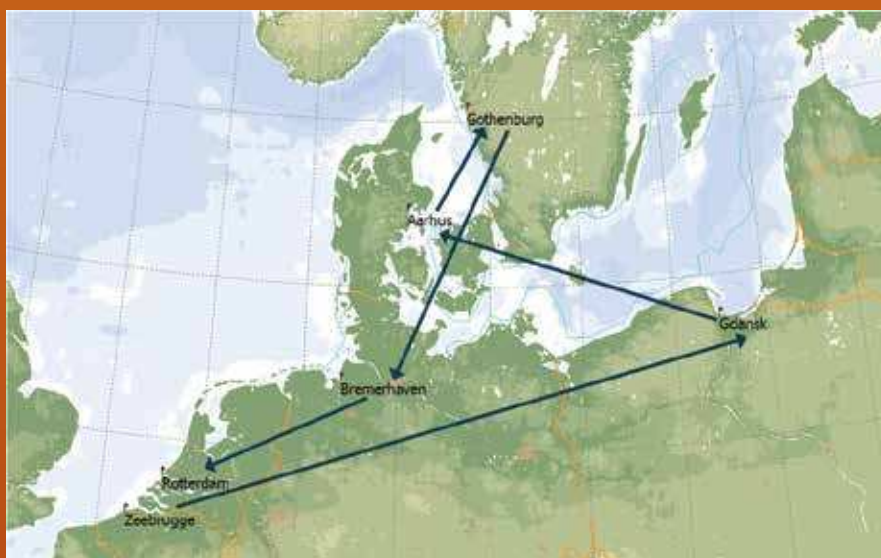 Gothenburg
Aarhus
Gdansk
Bremerhaven
Rotterdam
Zeebrugge